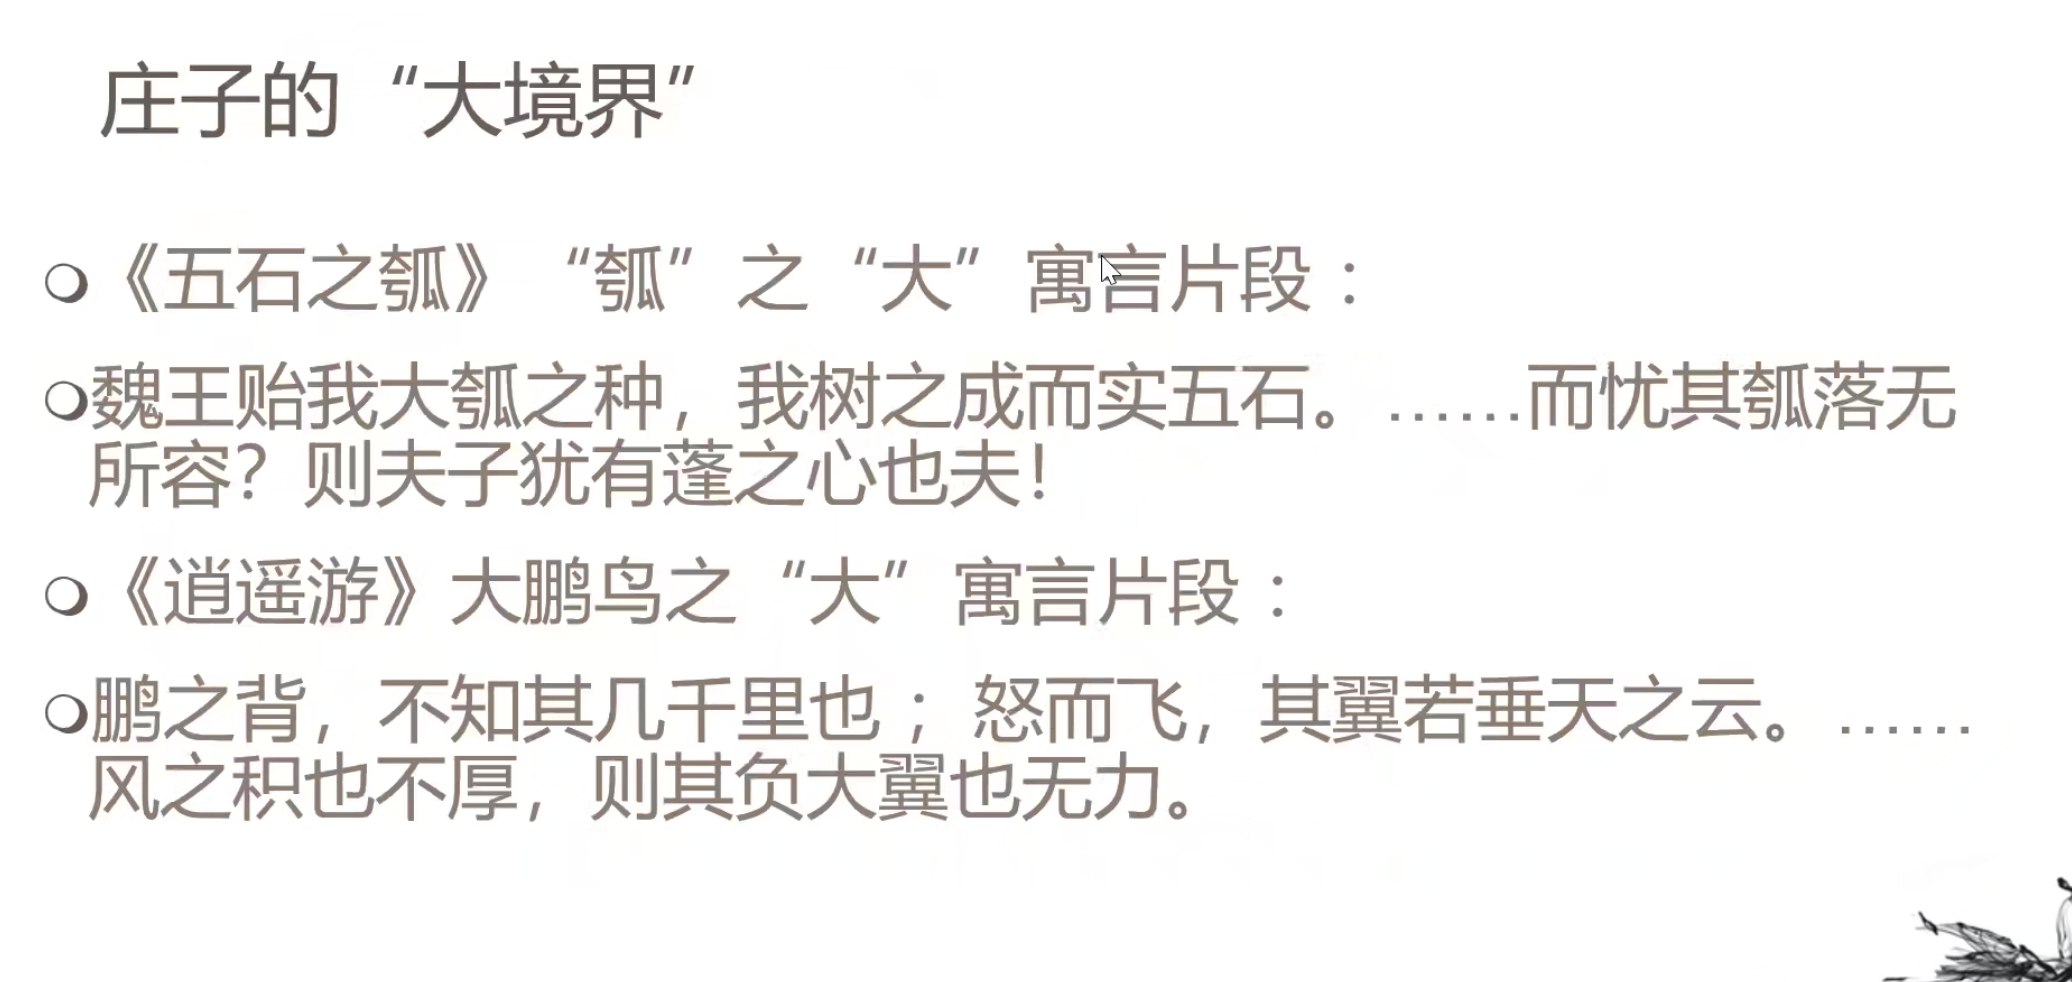 庄子的“大境界”
《五石之瓠》“瓠”之“大”寓言片段：
魏王贻我大瓠之种，我树之成而实五石。……而忧其瓠落无
所容？则夫子犹有蓬之心也夫！
《逍遥游》大鹏鸟之“大”寓言片段：
鹏之背，不知其几千里也；怒而飞，其翼若垂天之云。……
风之积也不厚，则其负大翼也无力。